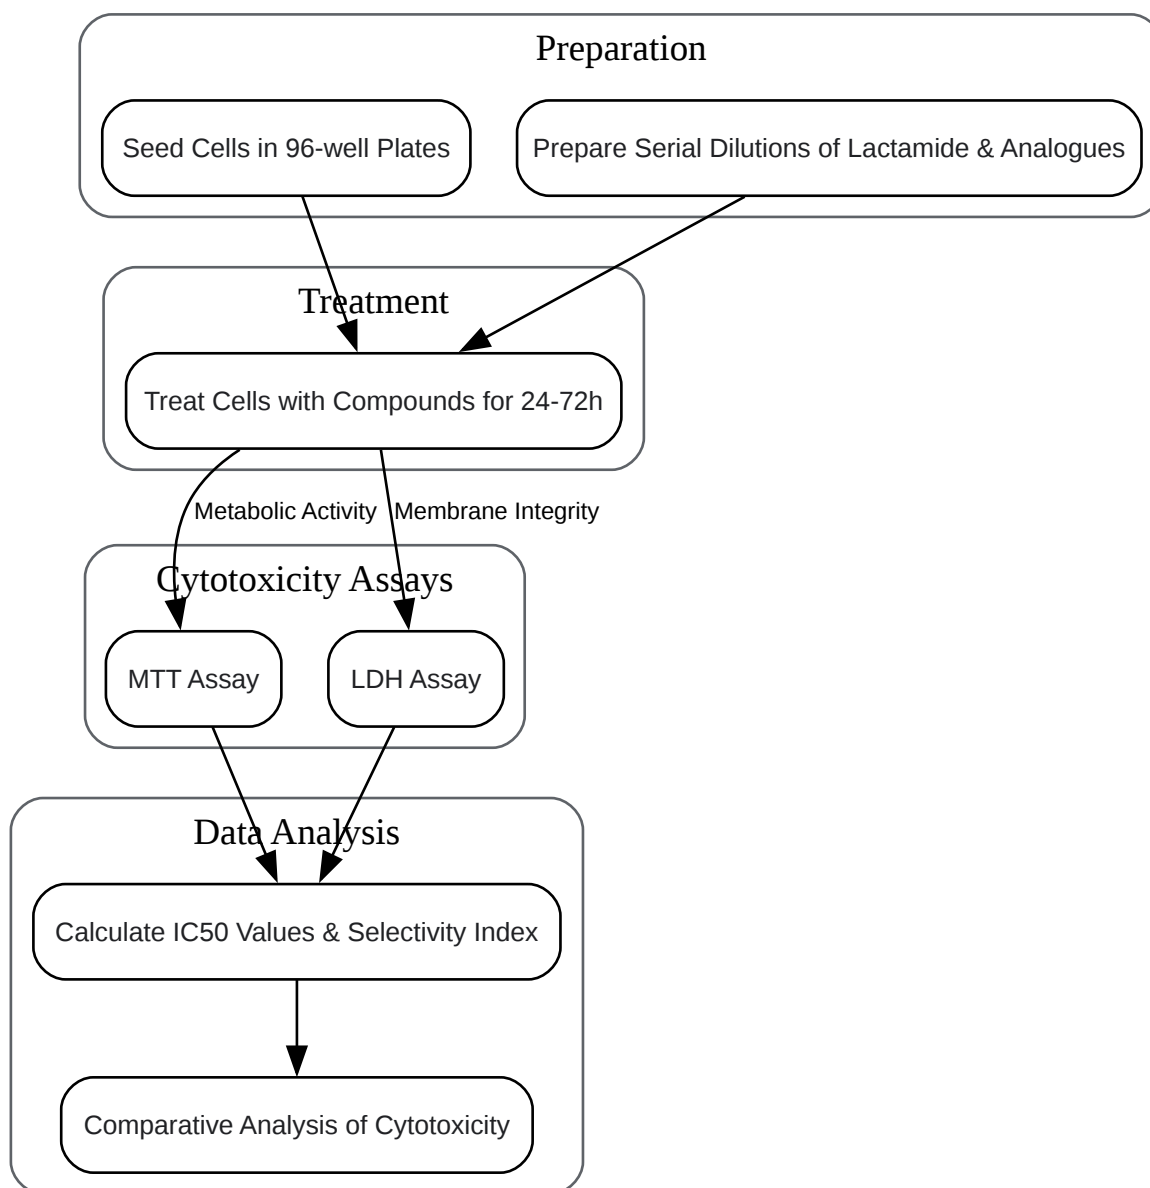 Preparation
Seed Cells in 96-well Plates
Prepare Serial Dilutions of Lactamide & Analogues
Treatment
Treat Cells with Compounds for 24-72h
Metabolic Activity
Membrane Integrity
Cytotoxicity Assays
MTT Assay
LDH Assay
Data Analysis
Calculate IC50 Values & Selectivity Index
Comparative Analysis of Cytotoxicity